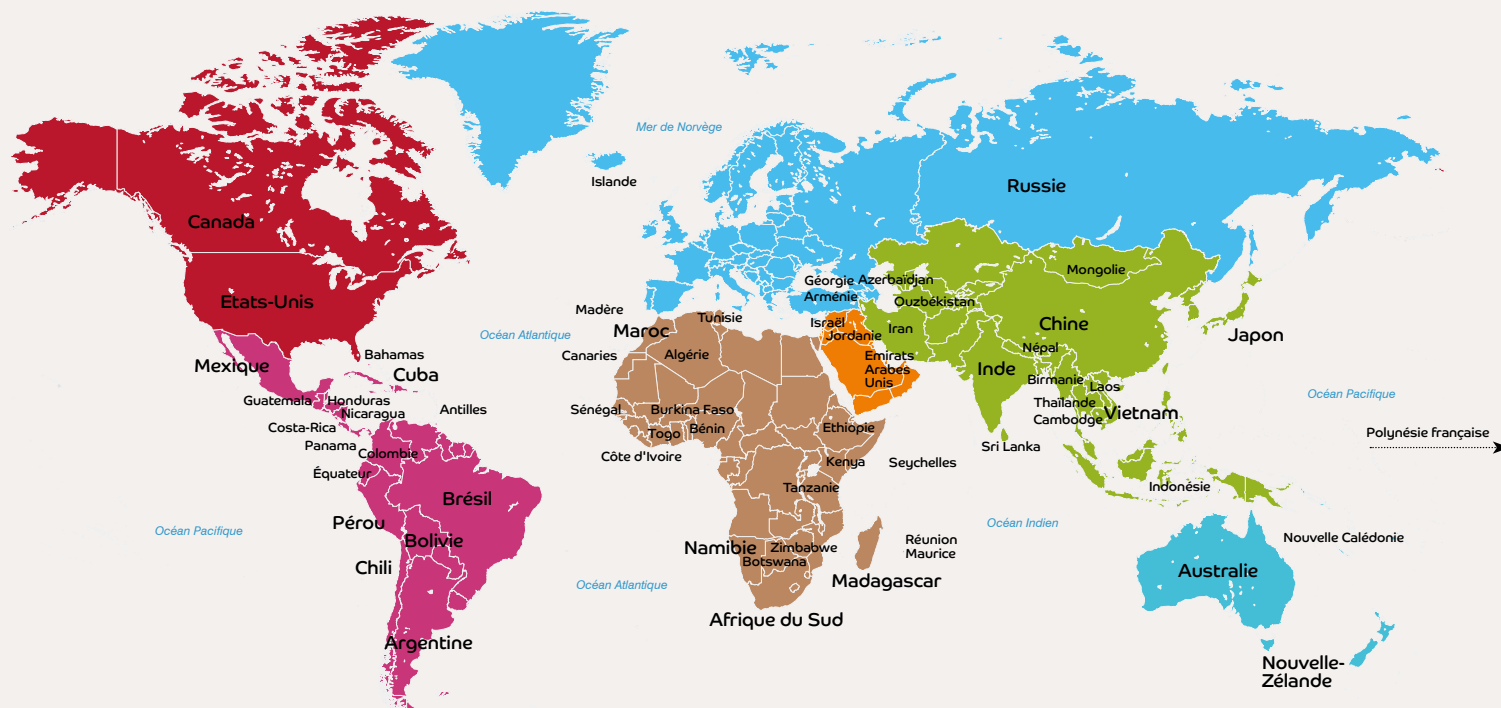 Mer de Norvège
Islande
Russie
Canada
Mongolie
Géorgie
Azerbaïdjan
Arménie
Ouzbékistan
Etats-Unis
Madère
Tunisie
Israël
Chine
Maroc
Iran
Jordanie
Japon
Océan Atlantique
Népal
Bahamas
Canaries
Algérie
Emirats
Arabes
Unis
Mexique
Inde
Cuba
Birmanie
Laos
Océan Pacifique
Guatemala
Honduras
Thaïlande
Nicaragua
Antilles
Sénégal
Burkina Faso
Vietnam
Cambodge
Costa-Rica
Togo
Bénin
Ethiopie
Polynésie française
Panama
Colombie
Sri Lanka
Côte d'Ivoire
Kenya
Seychelles
Équateur
Tanzanie
Indonésie
Brésil
Pérou
Océan Indien
Océan Pacifique
Bolivie
Réunion
Maurice
Nouvelle Calédonie
Namibie
Zimbabwe
Botswana
Chili
Australie
Madagascar
Océan Atlantique
Afrique du Sud
Argentine
Nouvelle-
Zélande